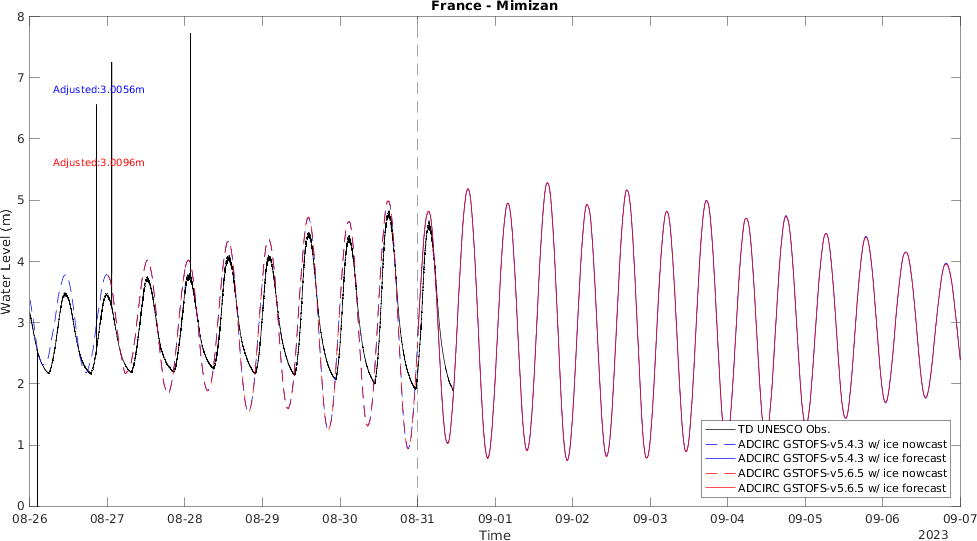 France - Mimizan
8
7
6
5
4
3
2
1
0
Water Level (m)
Adjusted:3.0056m
Adjusted:3.0096m
TD UNESCO Obs.
ADCIRC GSTOFS-v5.4.3 w/ ice nowcast
ADCIRC GSTOFS-v5.4.3 w/ ice forecast
ADCIRC GSTOFS-v5.6.5 w/ ice nowcast
ADCIRC GSTOFS-v5.6.5 w/ ice forecast
08-26 08-27 08-28 08-29 08-30 08-31 09-01 09-02 09-03 09-04 09-05 09-06 09-07
Time
2023